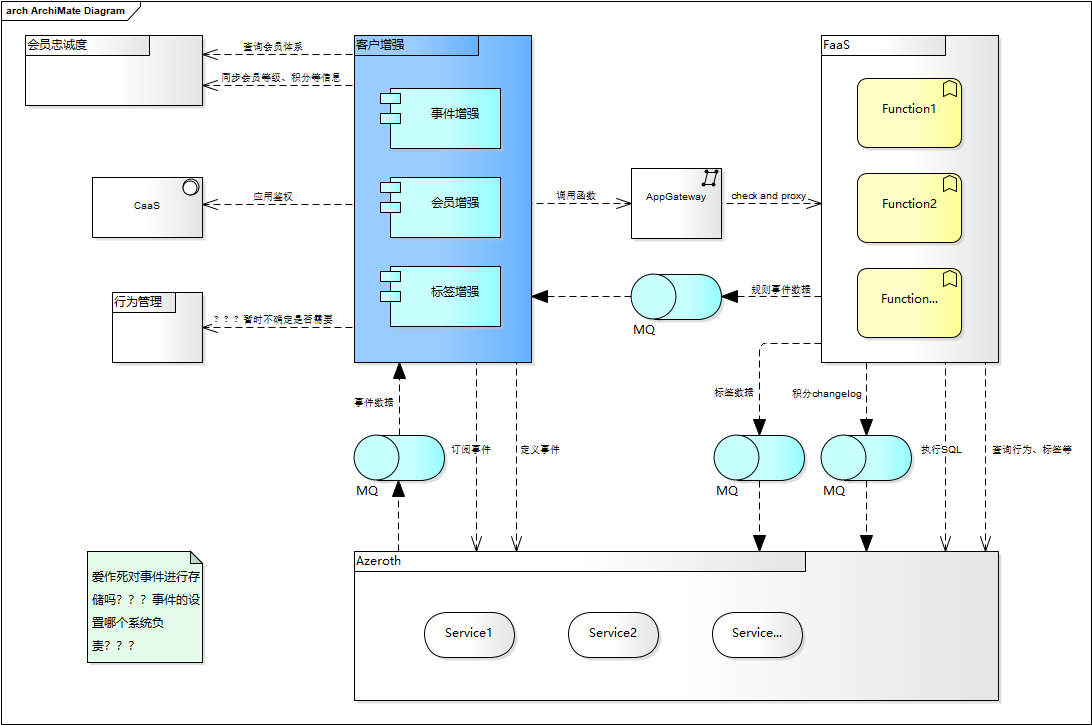 arch ArchiMate Diagram
会员忠诚度
查询会员体系
同步会员等级、积分等信息
客户增强
事件增强
会员增强
标签增强
FaaS
Function1
Function2
Function...
CaaS
应用鉴权
调用函数
AppGateway
check and proxy
行为管理
？？？暂时不确定是否需要
规则事件数据
MQ
事件数据
MQ
订阅事件
定义事件
标签数据
MQ
积分changelog
MQ
执行SQL
查询行为、标签等
Azeroth
Service1
Service2
Service...
爱作死对事件进行存
储吗？？？事件的设
置哪个系统负
责？？？